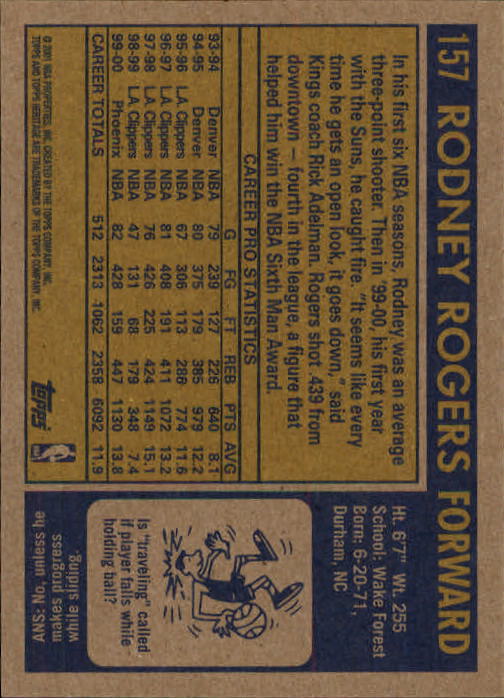 157 RODNEY ROGERS FORWARD
In his first six NBA seasons, Rodney was an average
three-point shooter. Then in '99-00, his first year
with the Suns, he caught fire. "It seems like every
time he gets an open look, it goes down," said
Kings coach Rick Adelman. Rogers shot .439 from
downtown – fourth in the league, a figure that
helped him win the NBA Sixth Man Award.
CAREER PRO STATISTICS
G FG FT REB PTS AVG
93-94 Denver NBA 79 239 127 226 640 8.1
94-95 Denver NBA 80 375 179 385 979 12.2
95-96 L.A. Clippers NBA 67 306 113 286 774 11.6
96-97 L.A. Clippers NBA 81 408 191 411 1072 13.2
97-98 L.A. Clippers NBA 76 426 225 424 1149 15.1
98-99 L.A. Clippers NBA 47 131 68 179 348 7.4
99-00 Phoenix NBA 82 428 159 447 1130 13.8
CAREER TOTALS 512 2313 1062 2358 6092 11.9
© 2001 NBA PROPERTIES, INC. CREATED BY THE TOPPS COMPANY, INC.
TOPPS AND TOPPS HERITAGE ARE TRADEMARKS OF THE TOPPS COMPANY, INC.
topps
Ht. 6'7" Wt. 255
School: Wake Forest
Born: 6-20-71,
Durham, NC
Is "traveling" called
if player falls while
holding ball?
ANS: No, unless he
makes progress
while sliding